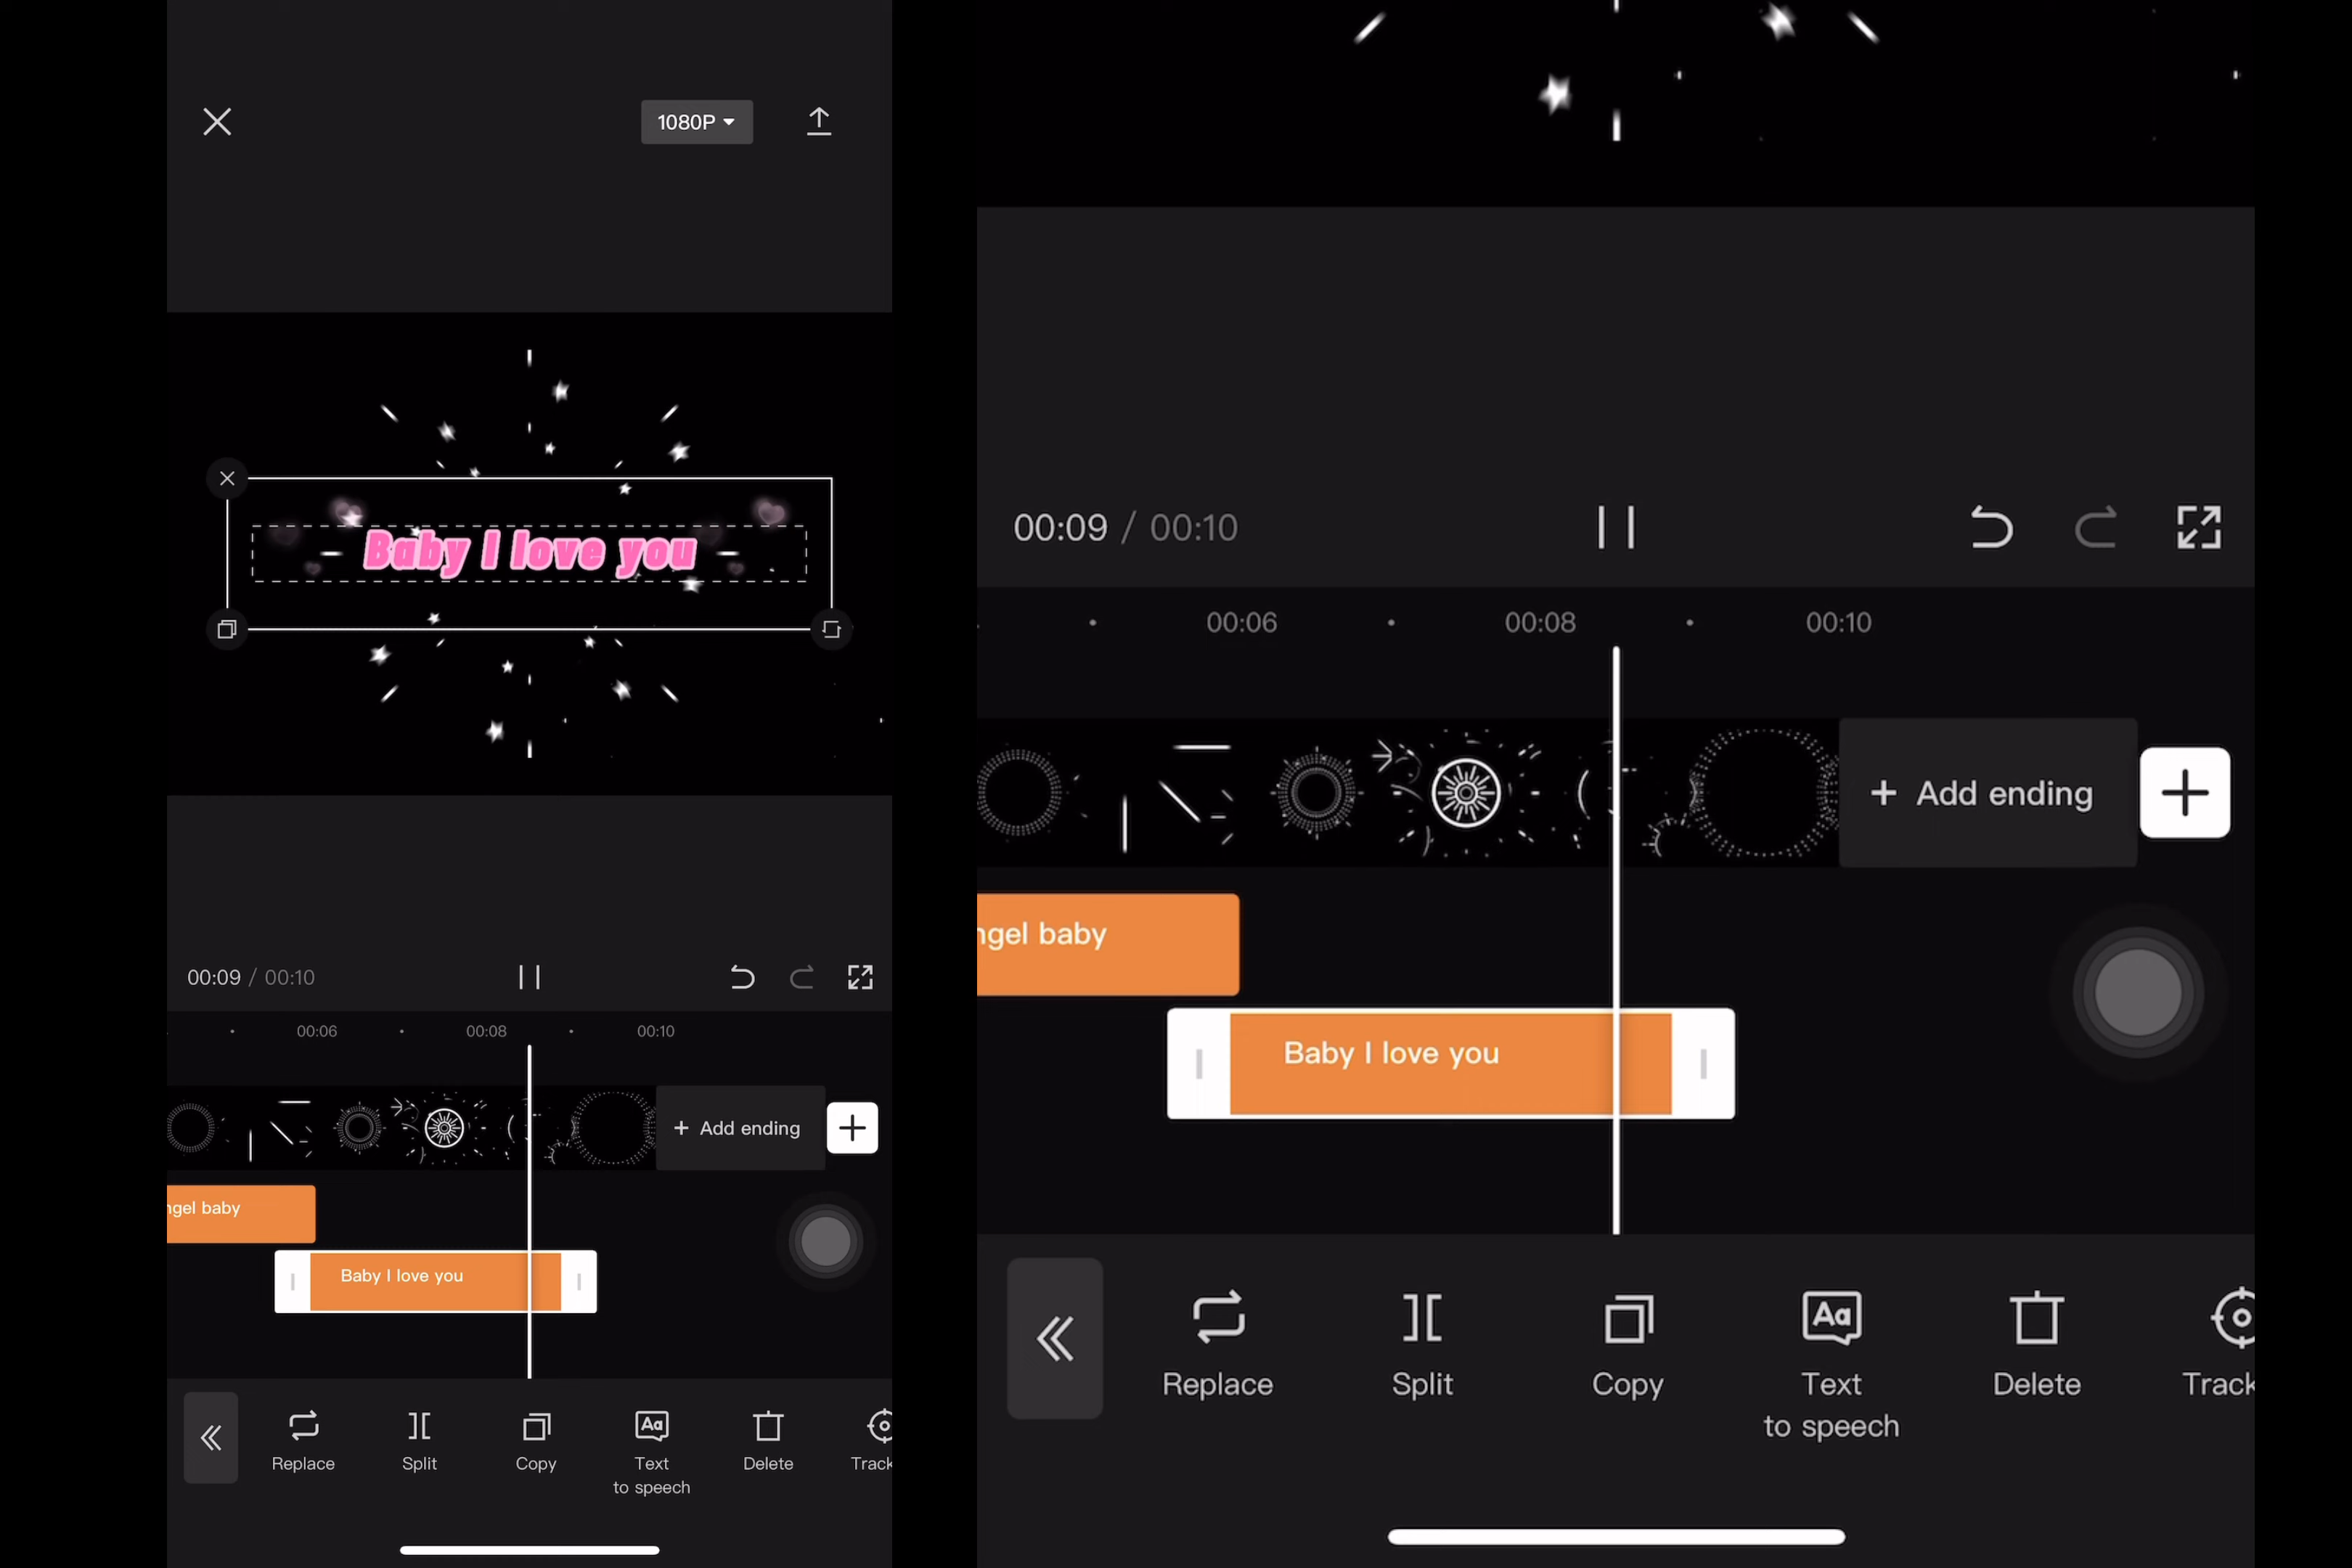 1080P
Baby I love you
00:09 / 00:10
00:06
00:08
00:10
+ Add ending
ngel baby
Baby I love you
Replace
Split
Copy
Aa
Text
to speech
Delete
Track
00:09 / 00:10
00:06
00:08
00:10
+ Add ending
ngel baby
Baby I love you
Replace
Split
Copy
Aa
Text
to speech
Delete
Track